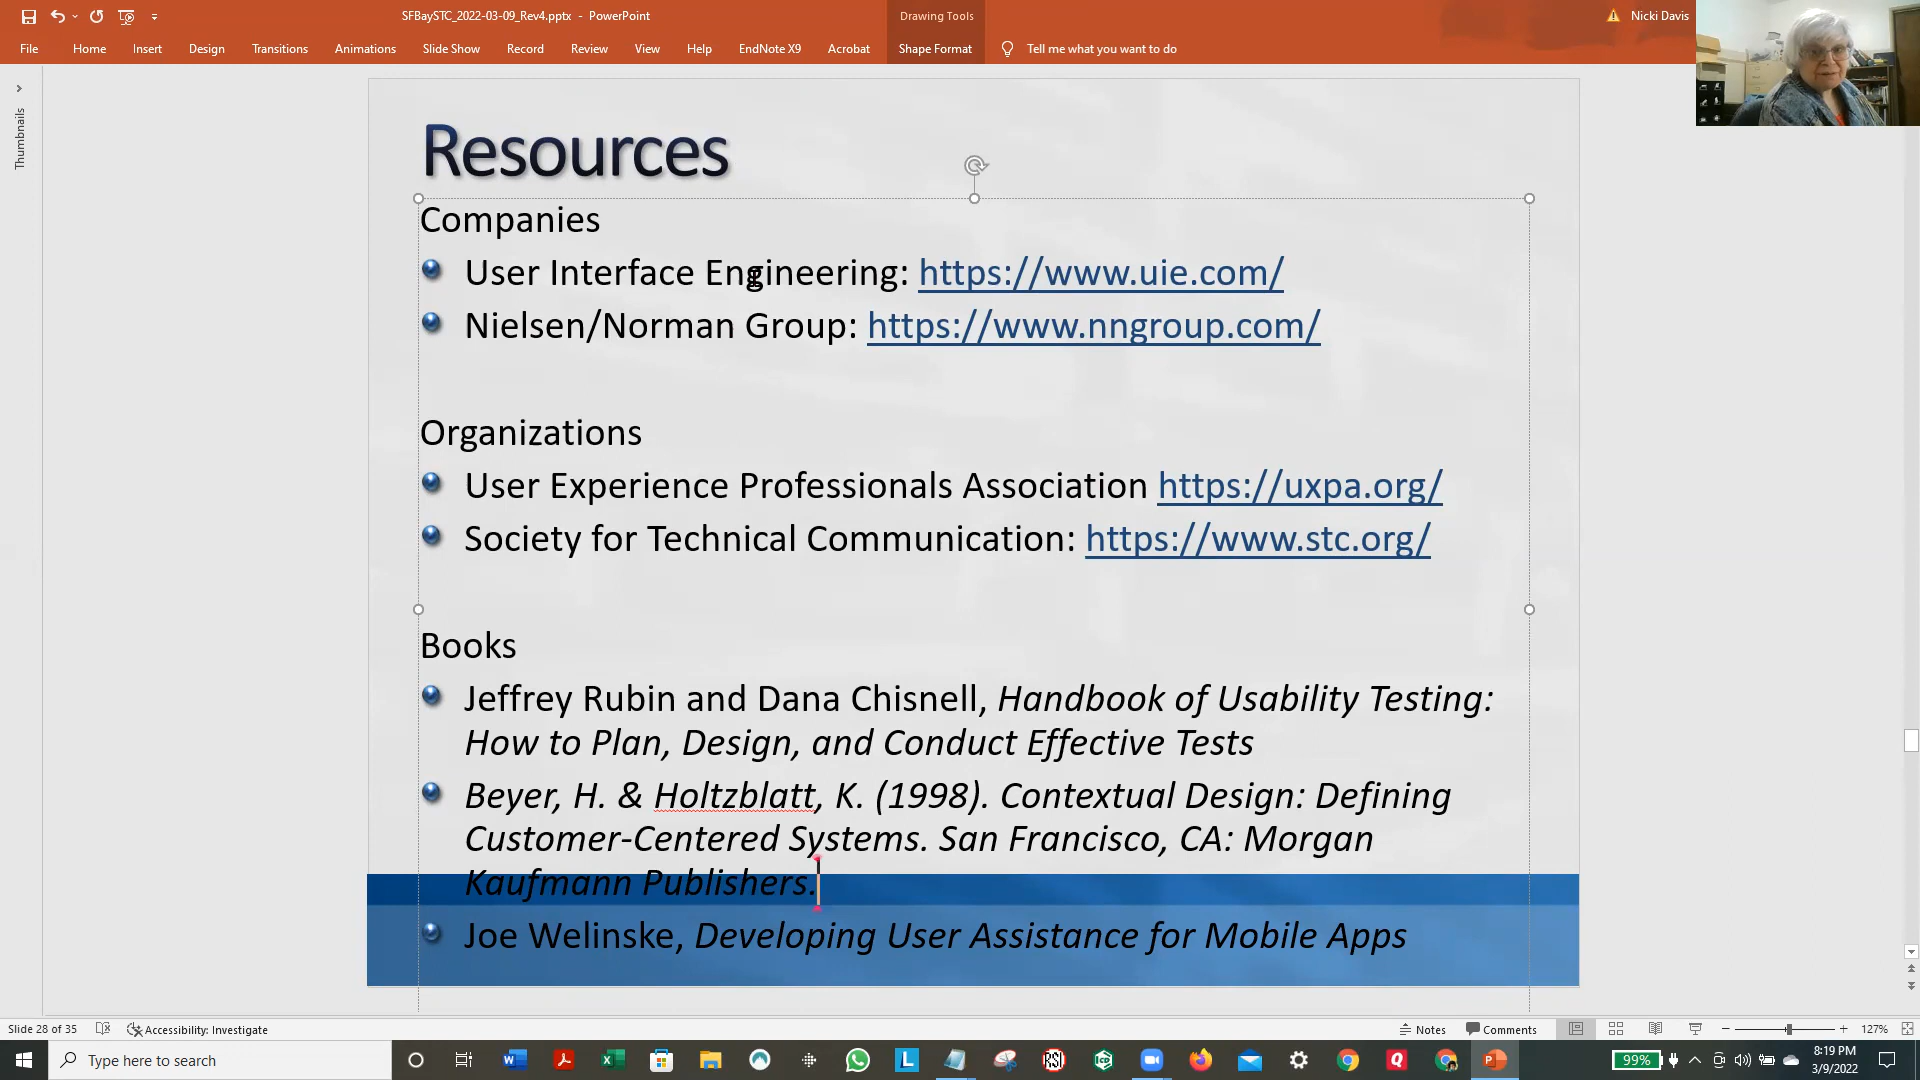 SFBaySTC_2022-03-09_Rev4.pptx - PowerPoint
Drawing Tools
Nicki Davis
File Home Insert Design Transitions Animations Slide Show Record Review View Help EndNote X9 Acrobat Shape Format Tell me what you want to do
Thumbnails
Resources
Companies
User Interface Engineering: https://www.uie.com/
Nielsen/Norman Group: https://www.nngroup.com/
Organizations
User Experience Professionals Association https://uxpa.org/
Society for Technical Communication: https://www.stc.org/
Books
Jeffrey Rubin and Dana Chisnell, Handbook of Usability Testing:
How to Plan, Design, and Conduct Effective Tests
Beyer, H. & Holtzblatt, K. (1998). Contextual Design: Defining
Customer-Centered Systems. San Francisco, CA: Morgan
Kaufmann Publishers.
Joe Welinske, Developing User Assistance for Mobile Apps
Slide 28 of 35 Accessibility: Investigate Notes Comments 127%
Type here to search
99%
8:19 PM
3/9/2022